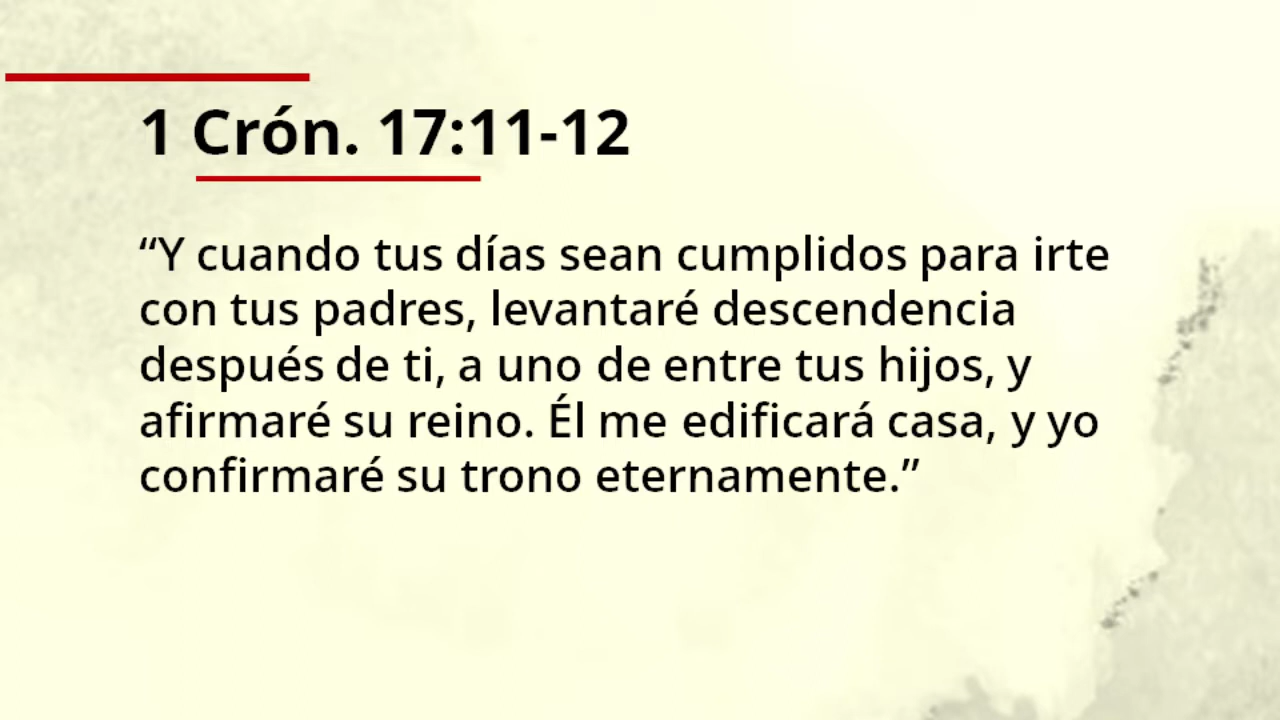 1 Crón. 17:11-12
“Y cuando tus días sean cumplidos para irte
con tus padres, levantaré descendencia
después de ti, a uno de entre tus hijos, y
afirmaré su reino. Él me edificará casa, y yo
confirmaré su trono eternamente.”